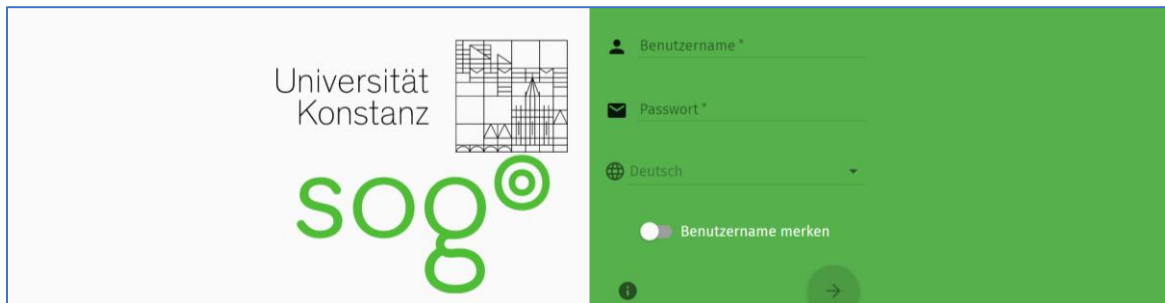 Universität
Konstanz
sogo
Benutzername *
Passwort *
Deutsch
Benutzername merken